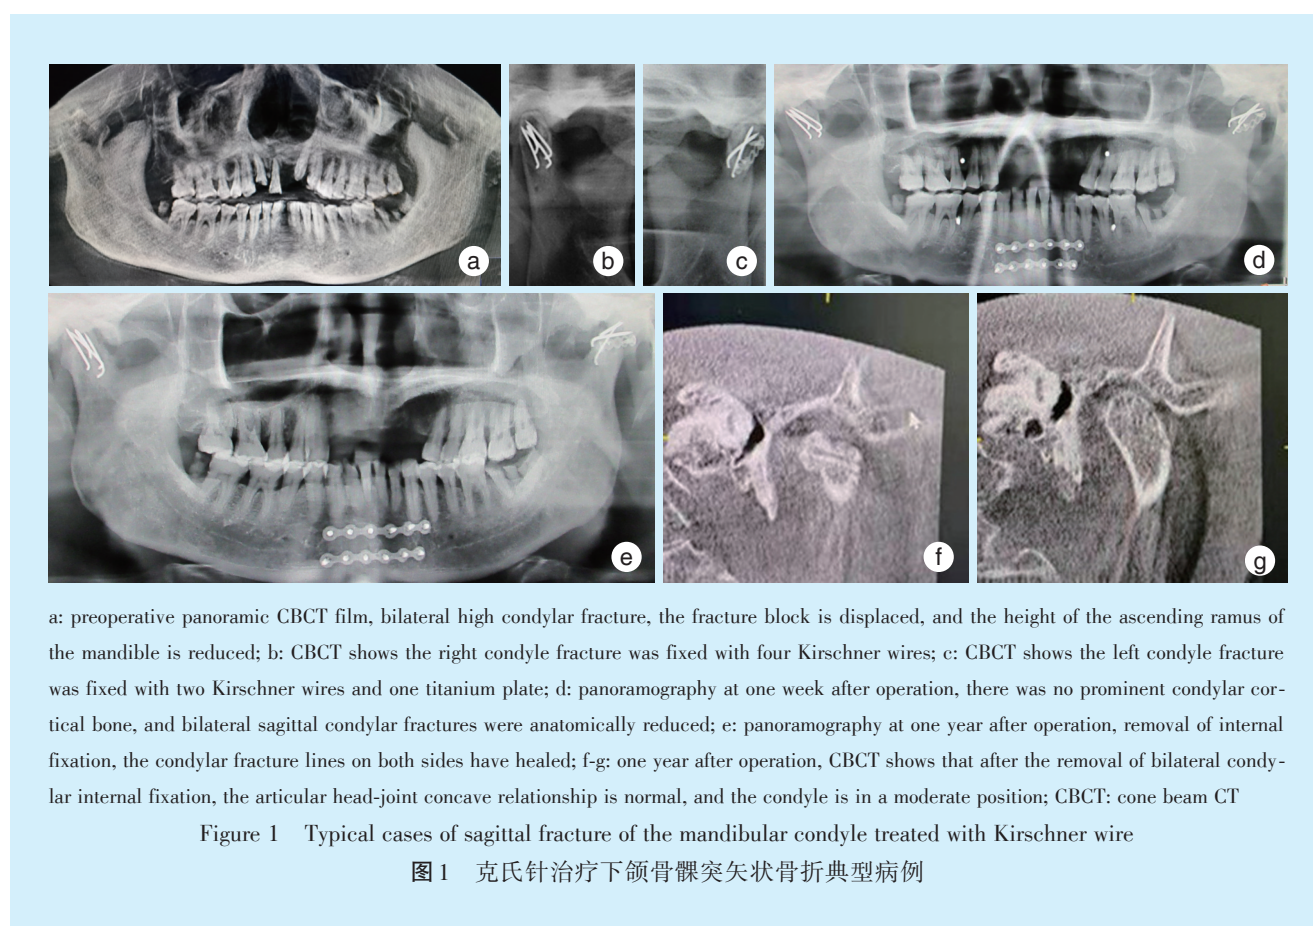 a
b
c
d
e
f
g
a: preoperative panoramic CBCT film, bilateral high condylar fracture, the fracture block is displaced, and the height of the ascending ramus of
the mandible is reduced; b: CBCT shows the right condyle fracture was fixed with four Kirschner wires; c: CBCT shows the left condyle fracture
was fixed with two Kirschner wires and one titanium plate; d: panoramography at one week after operation, there was no prominent condylar cor-
tical bone, and bilateral sagittal condylar fractures were anatomically reduced; e: panoramography at one year after operation, removal of internal
fixation, the condylar fracture lines on both sides have healed; f-g: one year after operation, CBCT shows that after the removal of bilateral condy-
lar internal fixation, the articular head-joint concave relationship is normal, and the condyle is in a moderate position; CBCT: cone beam CT
Figure 1 Typical cases of sagittal fracture of the mandibular condyle treated with Kirschner wire
图1 克氏针治疗下颌骨髁突矢状骨折典型病例